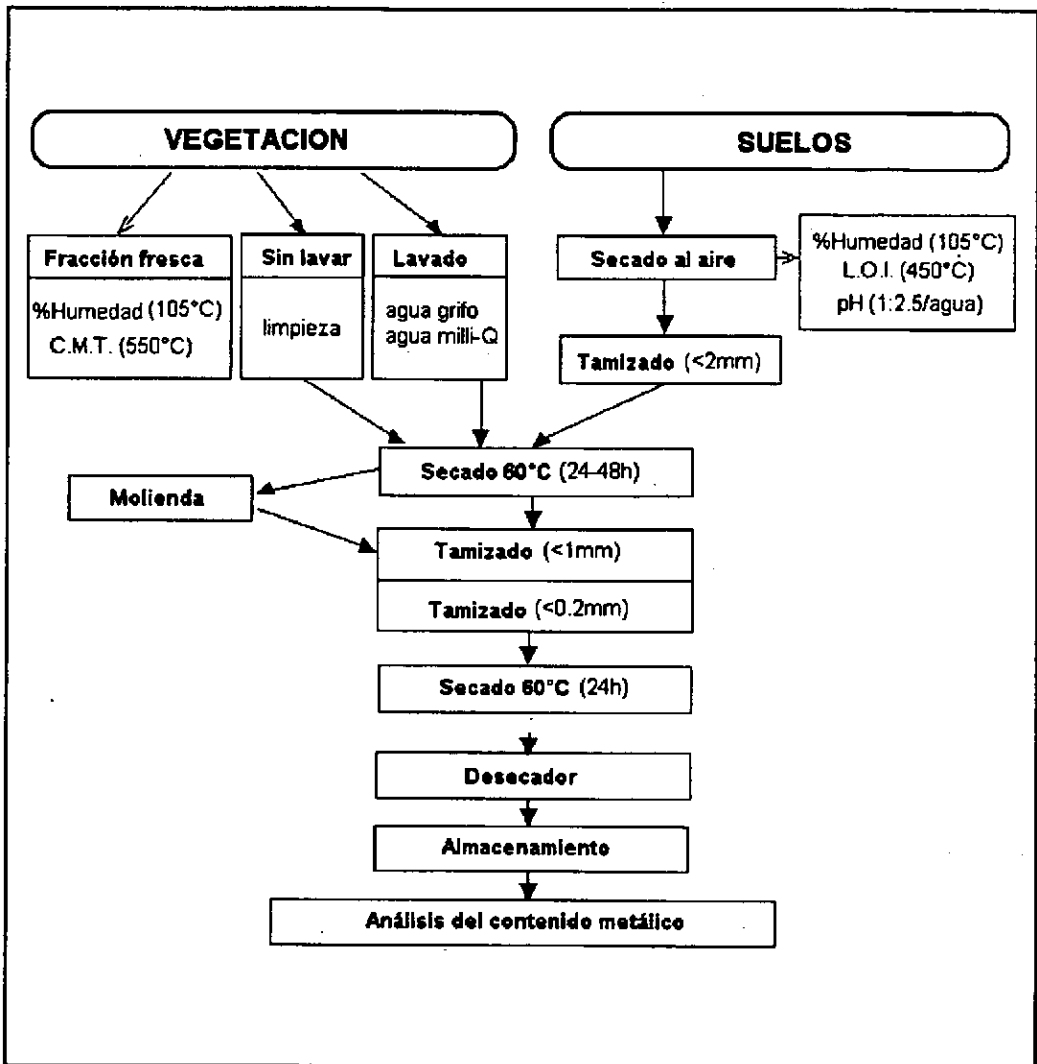 VEGETACION
SUELOS
Fracción fresca
%Humedad (105°C)
C.M.T. (550°C)
Sin lavar
limpieza
Lavado
agua grifo
agua milli-Q
Secado al aire
%Humedad (105°C)
L.O.I. (450°C)
pH (1:2.5/agua)
Tamizado (<2mm)
Secado 60°C (24-48h)
Molienda
Tamizado (<1mm)
Tamizado (<0.2mm)
Secado 60°C (24h)
Desecador
Almacenamiento
Análisis del contenido metálico